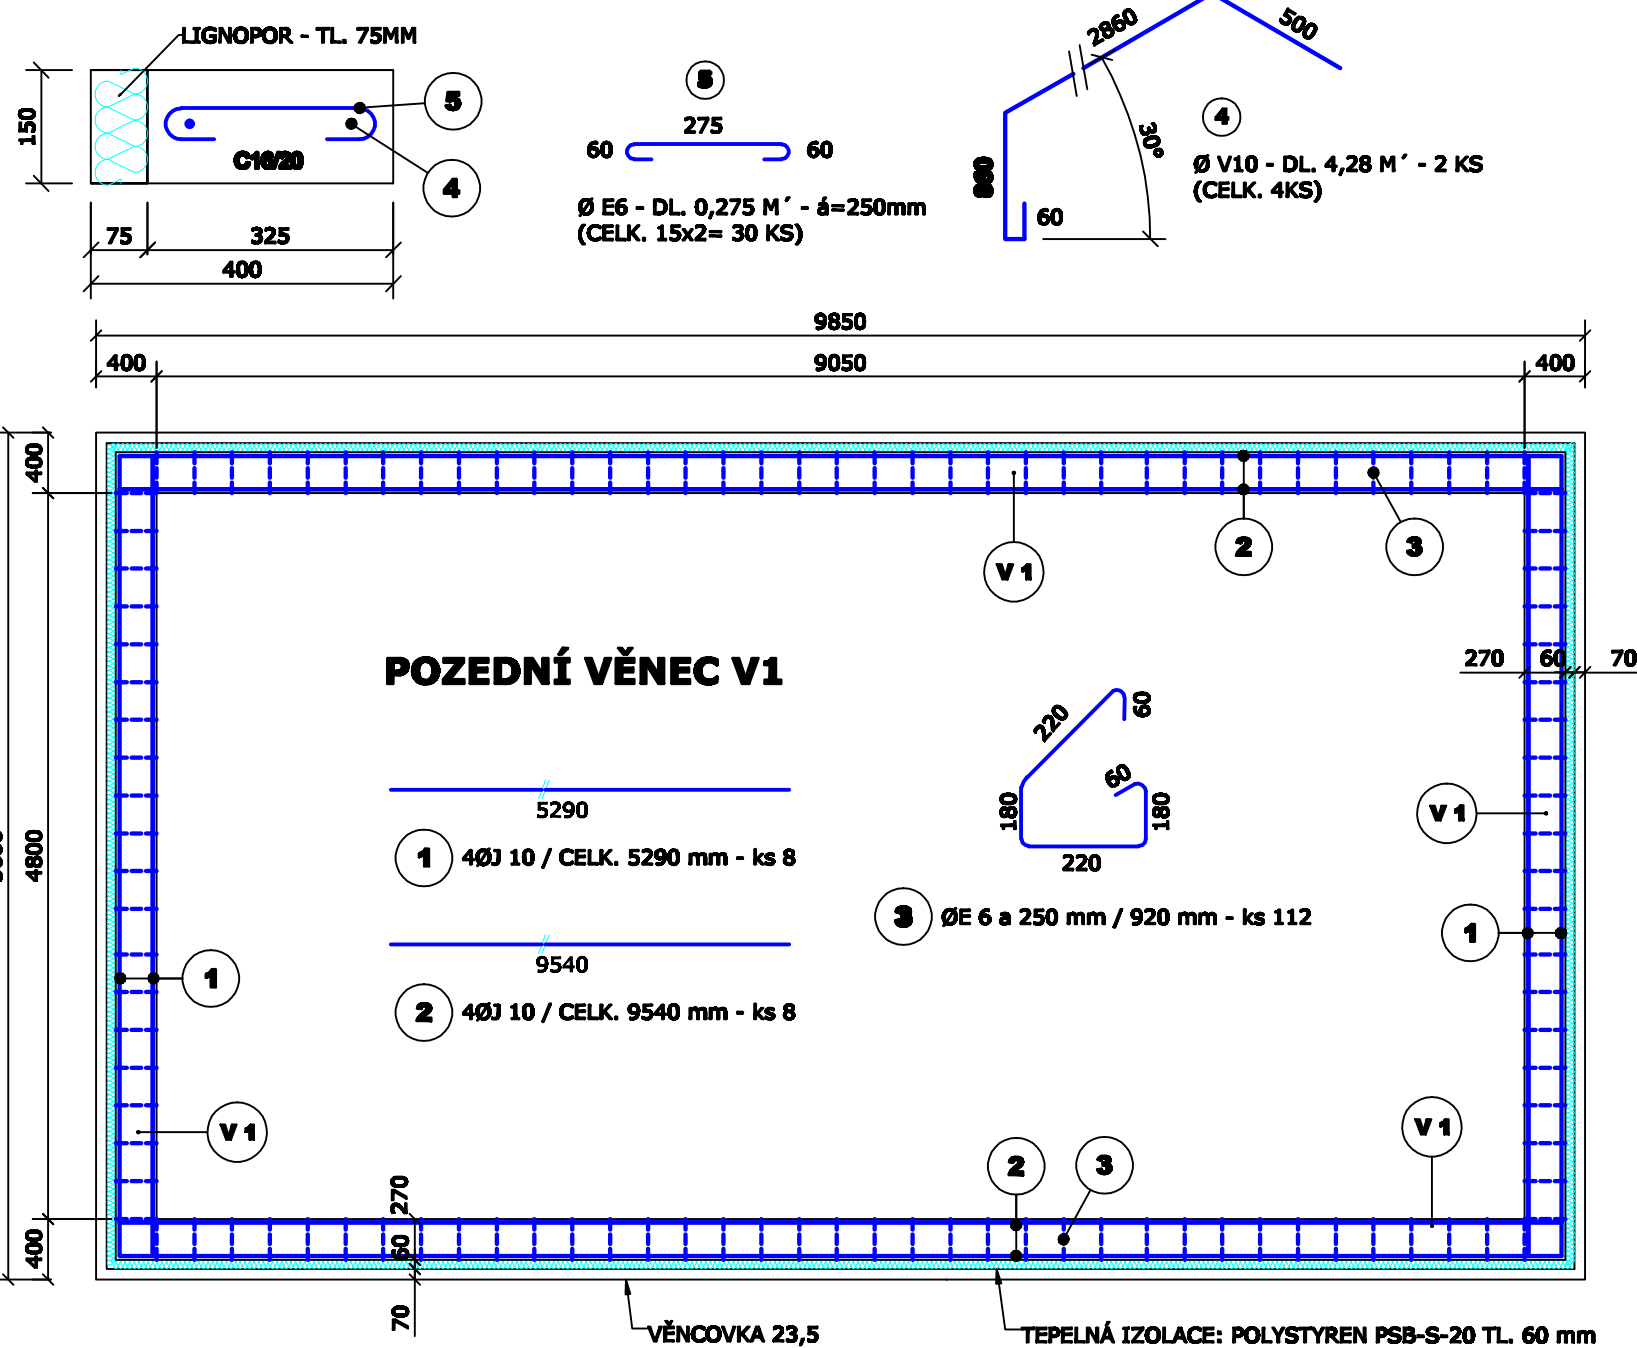 LIGNOPOR - TL. 75MM
150
C16/20
5
4
75
325
400
5
275
60
60
Ø E6 - DL. 0,275 M´ - á=250mm
(CELK. 15x2= 30 KS)
2860
500
30°
60
4
Ø V10 - DL. 4,28 M´ - 2 KS
(CELK. 4KS)
9850
400
9050
400
400
4800
400
V 1
2
3
270
60
70
POZEDNÍ VĚNEC V1
220
60
60
180
180
220
5290
1
4ØJ 10 / CELK. 5290 mm - ks 8
3
ØE 6 a 250 mm / 920 mm - ks 112
9540
2
4ØJ 10 / CELK. 9540 mm - ks 8
V 1
1
1
V 1
V 1
2
3
270
60
70
VĚNCOVKA 23,5
TEPELNÁ IZOLACE: POLYSTYREN PSB-S-20 TL. 60 mm